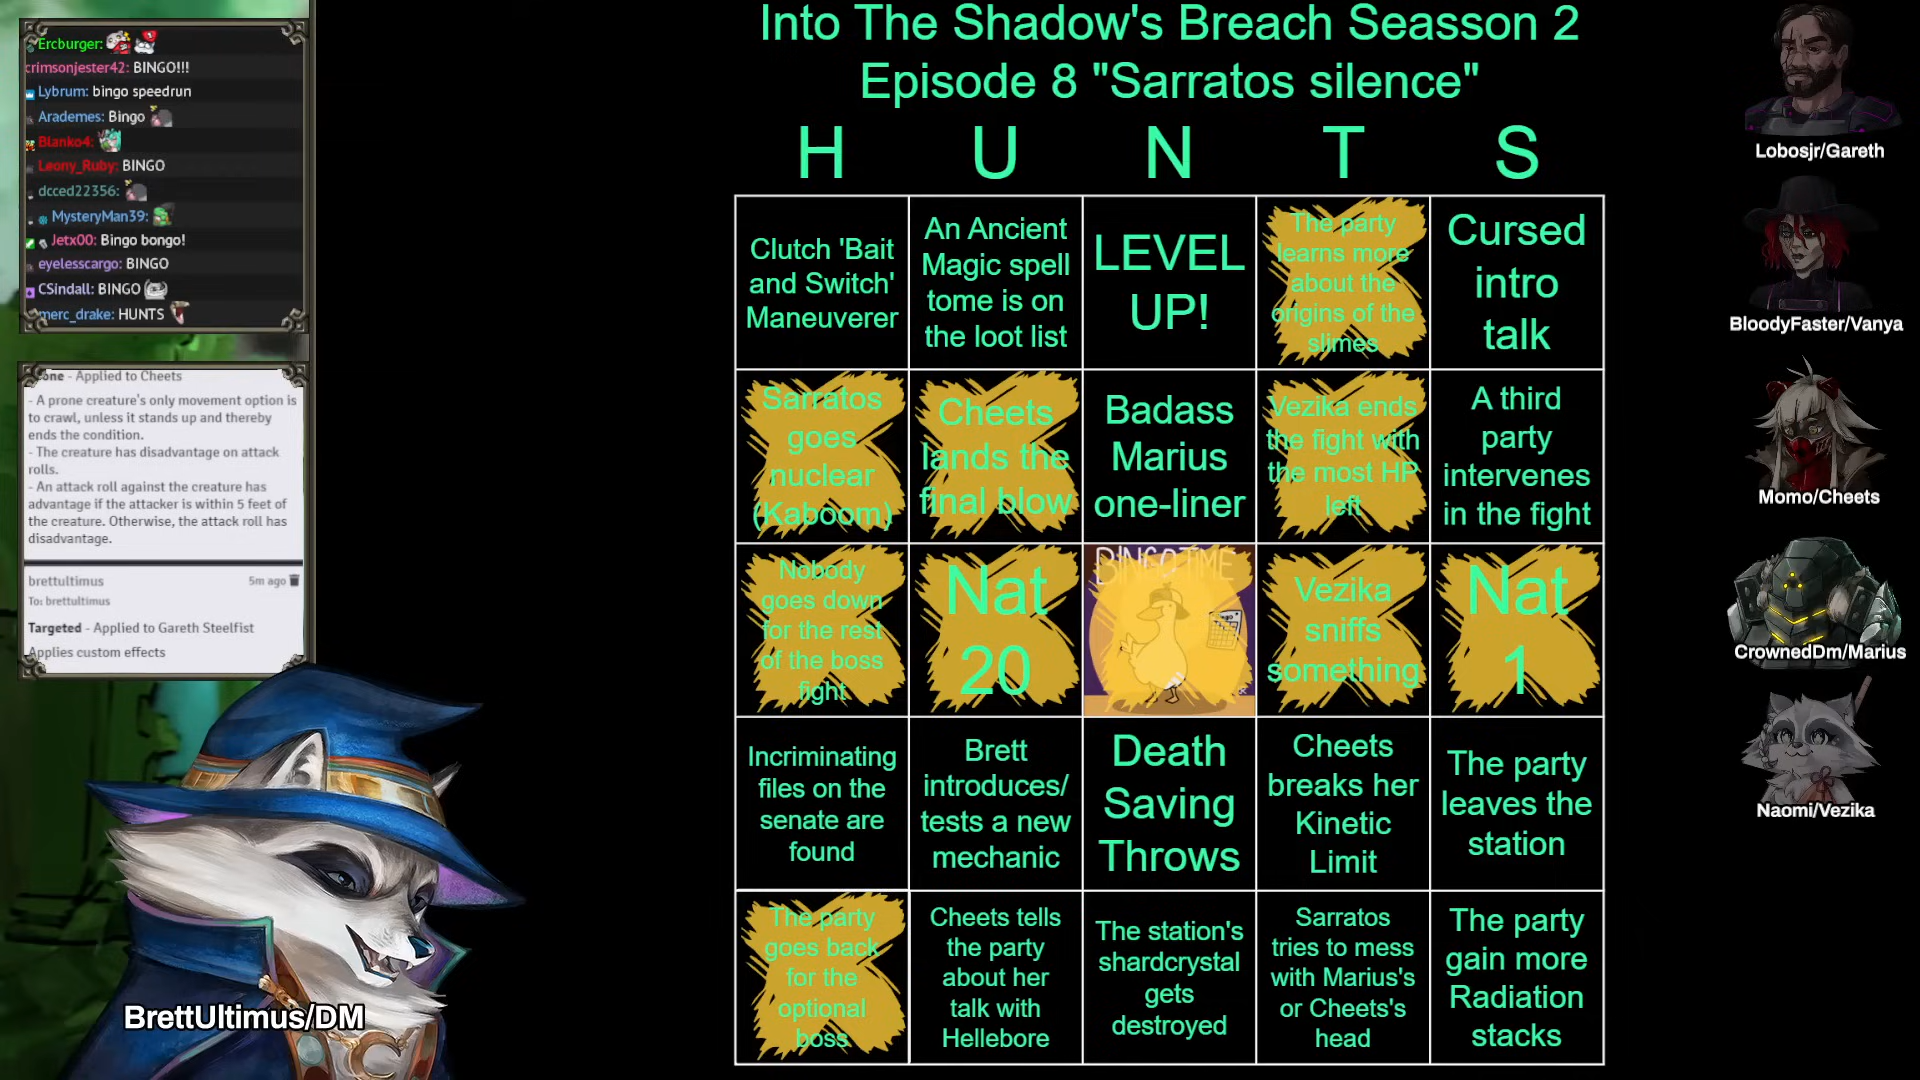 Ercburger:
crimsonjester42: BINGO!!!
Lybrum: bingo speedrun
Arademes: Bingo
Blanko4:
Leony_Ruby: BINGO
dcced22356:
MysteryMan39:
Jetx00: Bingo bongo!
eyelesscargo: BINGO
CSindall: BINGO
merc_drake: HUNTS
- Applied to Cheets
- A prone creature's only movement option is
to crawl, unless it stands up and thereby
ends the condition.
- The creature has disadvantage on attack
rolls.
- An attack roll against the creature has
advantage if the attacker is within 5 feet of
the creature. Otherwise, the attack roll has
disadvantage.
brettultimus 5m ago
To: brettultimus
Targeted - Applied to Gareth Steelfist
Applies custom effects
BrettUltimus/DM
Into The Shadow's Breach Seasson 2
Episode 8 "Sarratos silence"
H U N T S
Clutch 'Bait
and Switch'
Maneuverer
An Ancient
Magic spell
tome is on
the loot list
LEVEL
UP!
The party
learns more
about the
origins of the
slimes
Cursed
intro
talk
Sarratos
goes
nuclear
(Kaboom)
Cheets
lands the
final blow
Badass
Marius
one-liner
Vezika ends
the fight with
the most HP
left
A third
party
intervenes
in the fight
Nobody
goes down
for the rest
of the boss
fight
Nat
20
BINGO TIME
Vezika
sniffs
something
Nat
1
Incriminating
files on the
senate are
found
Brett
introduces/
tests a new
mechanic
Death
Saving
Throws
Cheets
breaks her
Kinetic
Limit
The party
leaves the
station
The party
goes back
for the
optional
boss
Cheets tells
the party
about her
talk with
Hellebore
The station's
shardcrystal
gets
destroyed
Sarratos
tries to mess
with Marius's
or Cheets's
head
The party
gain more
Radiation
stacks
Lobosjr/Gareth
BloodyFaster/Vanya
Momo/Cheets
CrownedDm/Marius
Naomi/Vezika